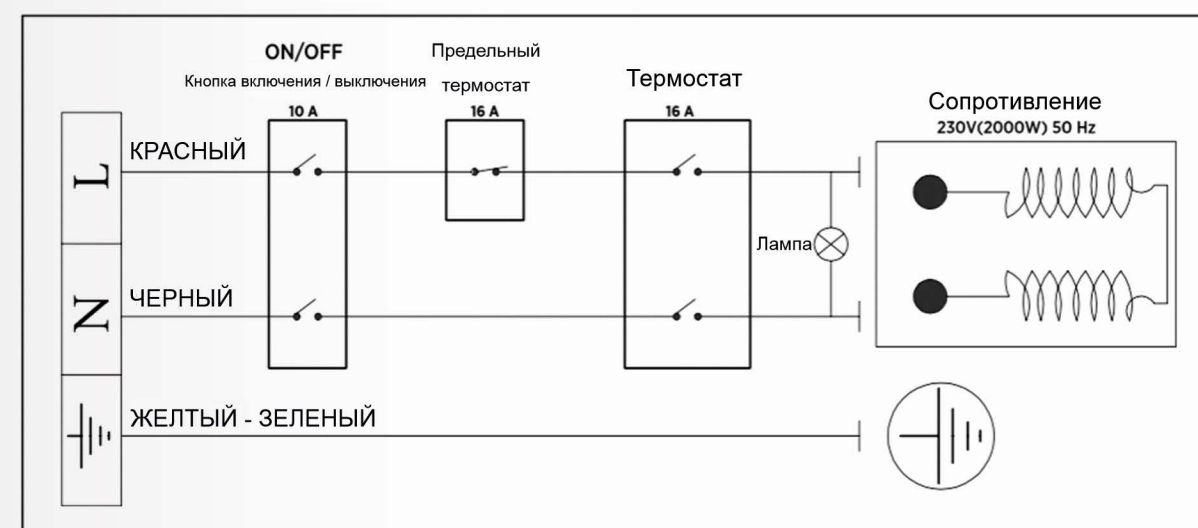 ON/OFF
Кнопка включения / выключения
10 A
Предельный
термостат
16 A
Термостат
16 A
Сопротивление
230V(2000W) 50 Hz
L
КРАСНЫЙ
Лампа
N
ЧЕРНЫЙ
ЖЕЛТЫЙ - ЗЕЛЕНЫЙ